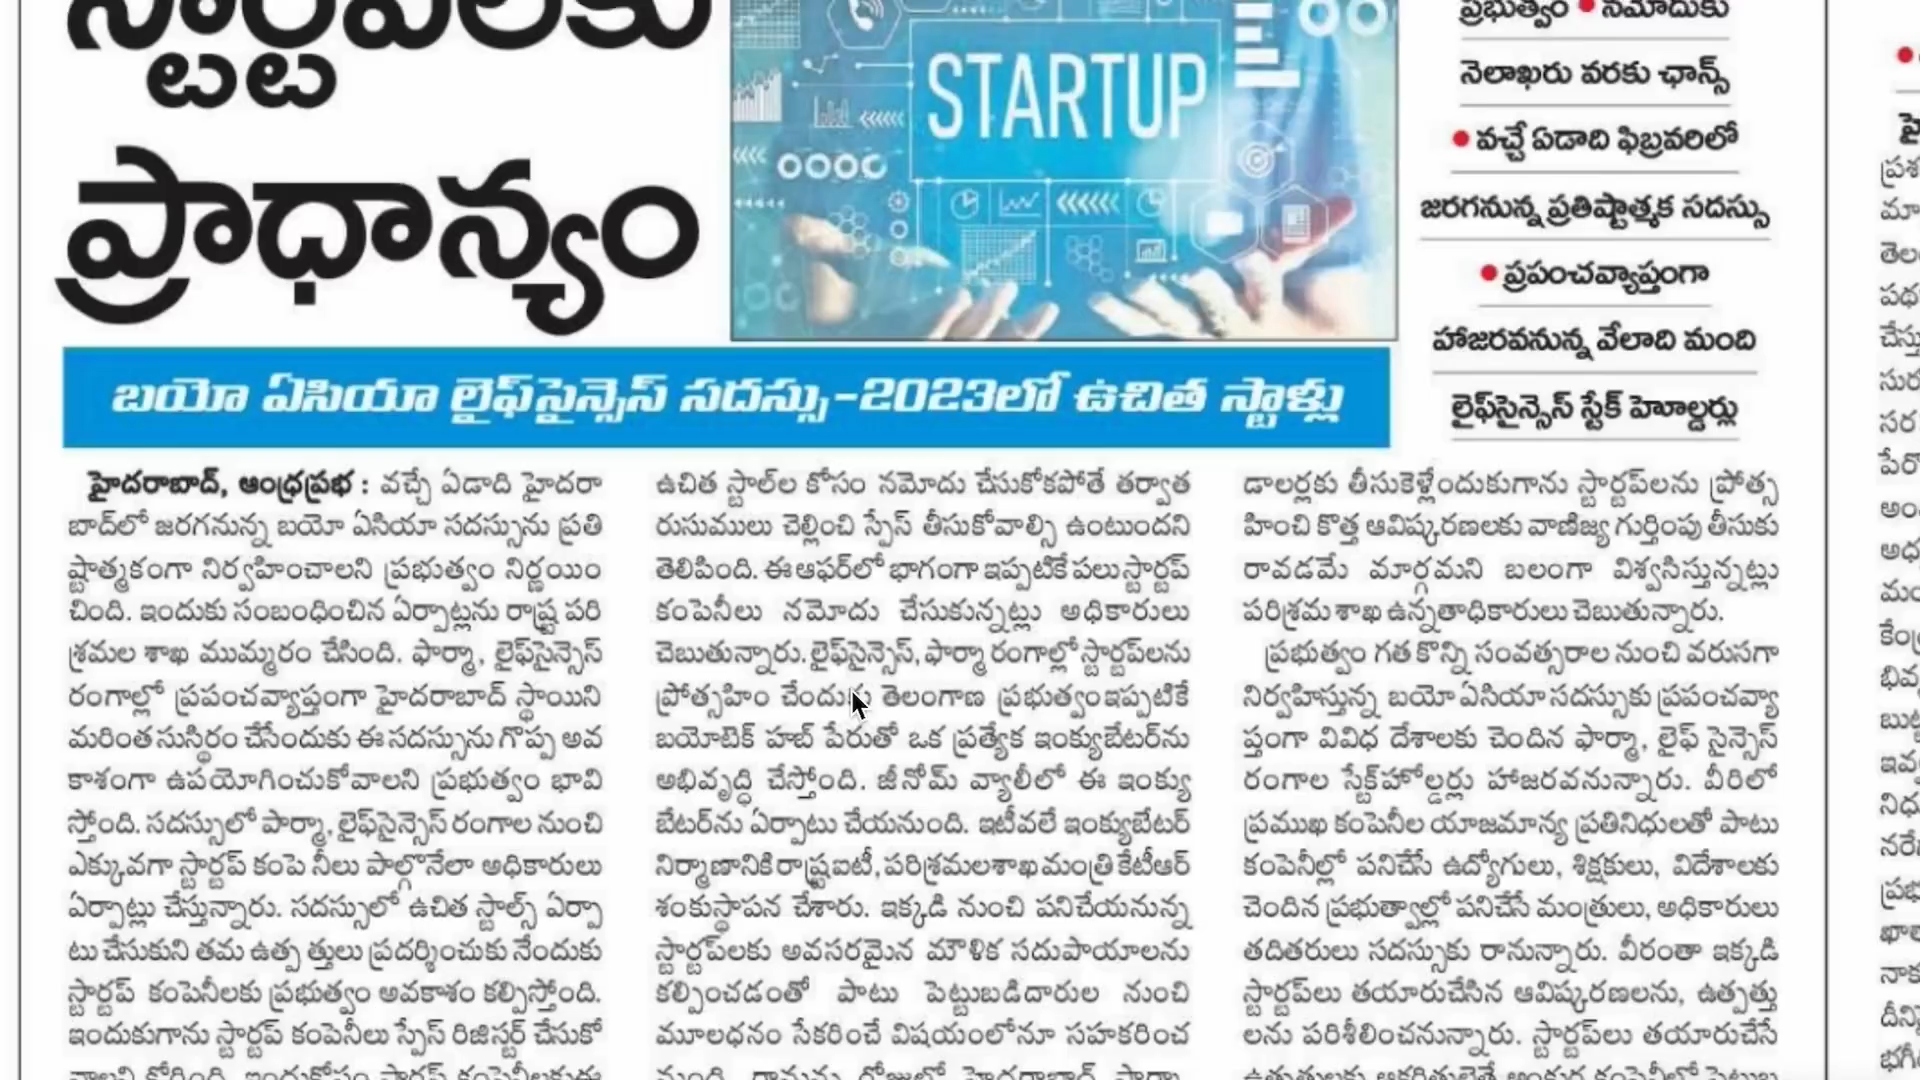 స్టార్టప్‌లకు
ప్రాధాన్యం
STARTUP
ప్రభుత్వం • నమోదుకు
నెలాఖరు వరకు ఛాన్స్
• వచ్చే ఏడాది ఫిబ్రవరిలో
జరగనున్న ప్రతిష్టాత్మక సదస్సు
• ప్రపంచవ్యాప్తంగా
హాజరవనున్న వేలాది మంది
లైఫ్‌సైన్సెస్ స్టేక్ హెూల్డర్లు
బయో ఏసియా లైఫ్‌సైన్సెస్ సదస్సు-2023లో ఉచిత స్టాళ్లు
హైదరాబాద్, ఆంధ్రప్రభ : వచ్చే ఏడాది హైదరా
బాద్‌లో జరగనున్న బయో ఏసియా సదస్సును ప్రతి
ష్టాత్మకంగా నిర్వహించాలని ప్రభుత్వం నిర్ణయిం
చింది. ఇందుకు సంబంధించిన ఏర్పాట్లను రాష్ట్ర పరి
శ్రమల శాఖ ముమ్మరం చేసింది. ఫార్మా, లైఫ్‌సైన్సెస్
రంగాల్లో ప్రపంచవ్యాప్తంగా హైదరాబాద్ స్థాయిని
మరింత సుస్థిరం చేసేందుకు ఈ సదస్సును గొప్ప అవ
కాశంగా ఉపయోగించుకోవాలని ప్రభుత్వం భావి
స్తోంది. సదస్సులో పార్మా, లైఫ్‌సైన్సెస్ రంగాల నుంచి
ఎక్కువగా స్టార్టప్ కంపె నీలు పాల్గొనేలా అధికారులు
ఏర్పాట్లు చేస్తున్నారు. సదస్సులో ఉచిత స్టాల్స్ ఏర్పా
టు చేసుకుని తమ ఉత్ప త్తులు ప్రదర్శించుకు నేందుకు
స్టార్టప్ కంపెనీలకు ప్రభుత్వం అవకాశం కల్పిస్తోంది.
ఇందుకుగాను స్టార్టప్ కంపెనీలు స్పేస్ రిజిస్టర్ చేసుకో
ఉచిత స్టాల్‌ల కోసం నమోదు చేసుకోకపోతే తర్వాత
రుసుములు చెల్లించి స్పేస్ తీసుకోవాల్సి ఉంటుందని
తెలిపింది. ఈ ఆఫర్‌లో భాగంగా ఇప్పటికే పలు స్టార్టప్
కంపెనీలు నమోదు చేసుకున్నట్లు అధికారులు
చెబుతున్నారు. లైఫ్‌సైన్సెస్, ఫార్మా రంగాల్లో స్టార్టప్‌లను
ప్రోత్సహిం చేందుకు తెలంగాణ ప్రభుత్వం ఇప్పటికే
బయోటెక్ హబ్ పేరుతో ఒక ప్రత్యేక ఇంక్యుబేటర్‌ను
అభివృద్ధి చేస్తోంది. జీనోమ్ వ్యాలీలో ఈ ఇంక్యు
బేటర్‌ను ఏర్పాటు చేయనుంది. ఇటీవలే ఇంక్యుబేటర్
నిర్మాణానికి రాష్ట్ర ఐటీ, పరిశ్రమలశాఖ మంత్రి కేటీఆర్
శంకుస్థాపన చేశారు. ఇక్కడి నుంచి పనిచేయనున్న
స్టార్టప్‌లకు అవసరమైన మౌళిక సదుపాయాలను
కల్పించడంతో పాటు పెట్టుబడిదారుల నుంచి
మూలధనం సేకరించే విషయంలోనూ సహకరించ
డాలర్లకు తీసుకెళ్లేందుకుగాను స్టార్టప్‌లను ప్రోత్స
హించి కొత్త ఆవిష్కరణలకు వాణిజ్య గుర్తింపు తీసుకు
రావడమే మార్గమని బలంగా విశ్వసిస్తున్నట్లు
పరిశ్రమ శాఖ ఉన్నతాధికారులు చెబుతున్నారు.
ప్రభుత్వం గత కొన్ని సంవత్సరాల నుంచి వరుసగా
నిర్వహిస్తున్న బయో ఏసియా సదస్సుకు ప్రపంచవ్యా
ప్తంగా వివిధ దేశాలకు చెందిన ఫార్మా, లైఫ్ సైన్సెస్
రంగాల స్టేక్‌హోల్డర్లు హాజరవనున్నారు. వీరిలో
ప్రముఖ కంపెనీల యాజమాన్య ప్రతినిధులతో పాటు
కంపెనీల్లో పనిచేసే ఉద్యోగులు, శిక్షకులు, విదేశాలకు
చెందిన ప్రభుత్వాల్లో పనిచేసే మంత్రులు, అధికారులు
తదితరులు సదస్సుకు రానున్నారు. వీరంతా ఇక్కడి
స్టార్టప్‌లు తయారుచేసిన ఆవిష్కరణలను, ఉత్పత్తు
లను పరిశీలించనున్నారు. స్టార్టప్‌లు తయారుచేసే